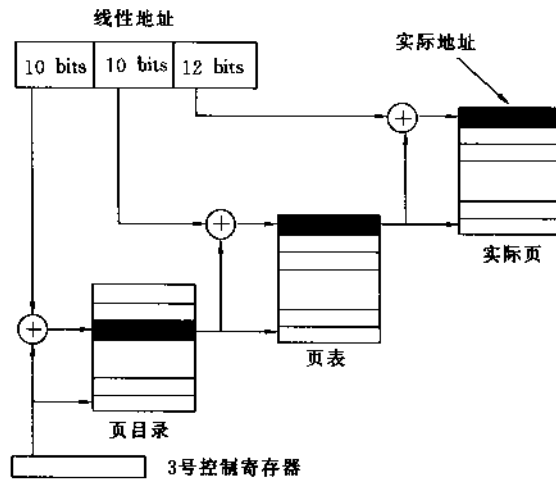 线性地址
实际地址
10 bits
10 bits
12 bits
实际页
页表
页目录
3号控制寄存器